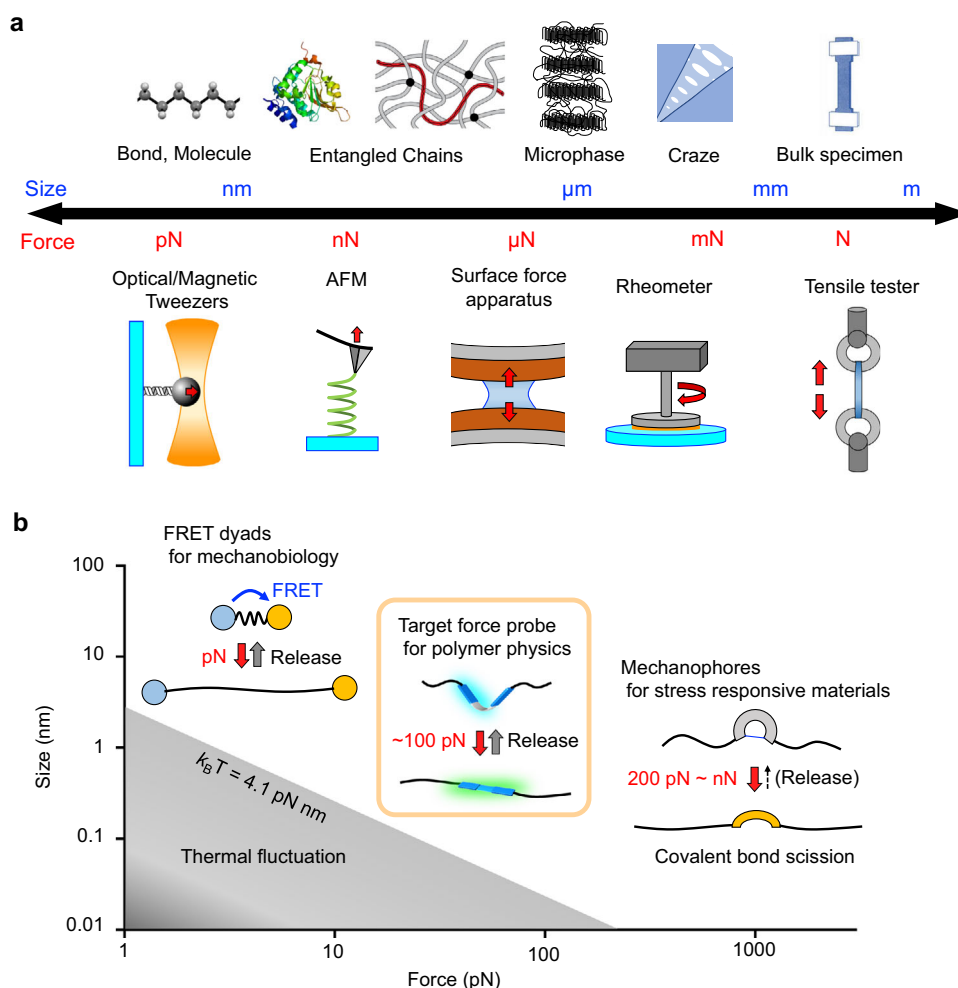 a
Bond, Molecule
Entangled Chains
Microphase
Craze
Bulk specimen
Size
nm
μm
mm
m
Force
pN
nN
μN
mN
N
Optical/Magnetic
Tweezers
AFM
Surface force
apparatus
Rheometer
Tensile tester
b
FRET dyads
for mechanobiology
FRET
pN
Release
Target force probe
for polymer physics
~100 pN
Release
Mechanophores
for stress responsive materials
200 pN ~ nN
(Release)
Covalent bond scission
kBT = 4.1 pN nm
Thermal fluctuation
Size (nm)
100
10
1
0.1
0.01
1
10
100
1000
Force (pN)